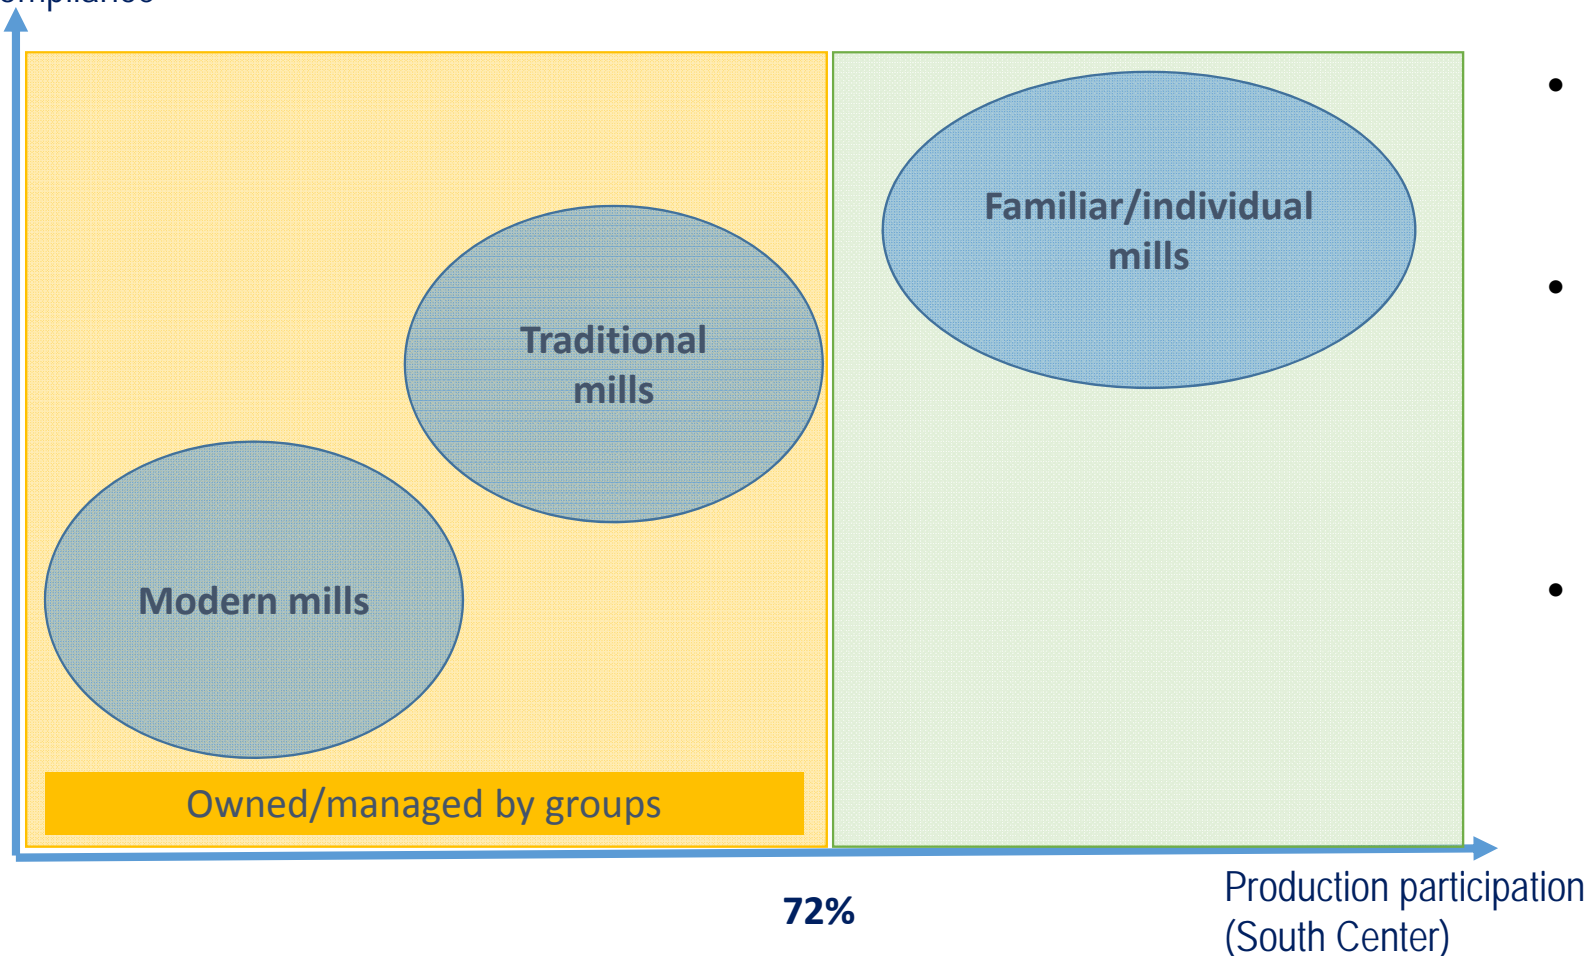 Familiar/individual
mills
Traditional
mills
Modern mills
Owned/managed by groups
72%
Production participation
(South Center)